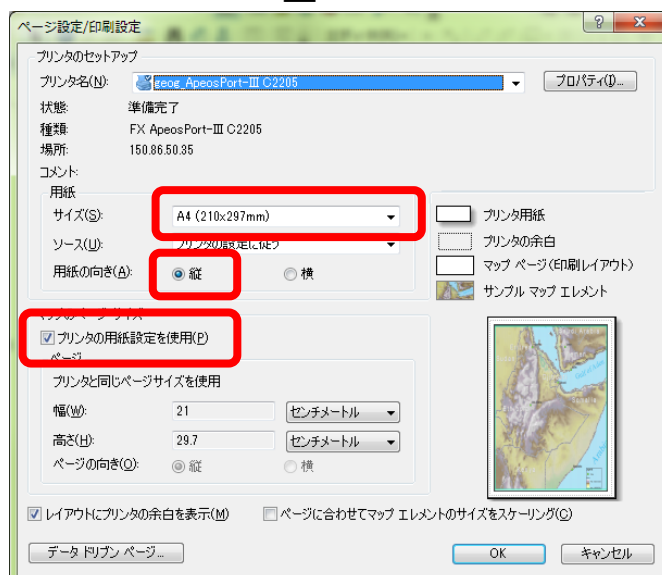 ページ設定/印刷設定
プリンタのセットアップ
プリンタ名(N): geog_ApeosPort-Ⅲ C2205 プロパティ(I)...
状態: 準備完了
種類: FX ApeosPort-Ⅲ C2205
場所: 150.86.50.35
コメント:
用紙
サイズ(S): A4 (210x297mm)
ソース(U): プリンタの設定に従う
用紙の向き(A): 縦 横
プリンタ用紙
プリンタの余白
マップ ページ(印刷レイアウト)
サンプル マップ エレメント
プリンタの用紙設定を使用(P)
ページ
プリンタと同じページサイズを使用
幅(W): 21 センチメートル
高さ(H): 29.7 センチメートル
ページの向き(O): 縦 横
レイアウトにプリンタの余白を表示(M) ページに合わせてマップ エレメントのサイズをスケーリング(C)
データ ドリブン ページ... OK キャンセル